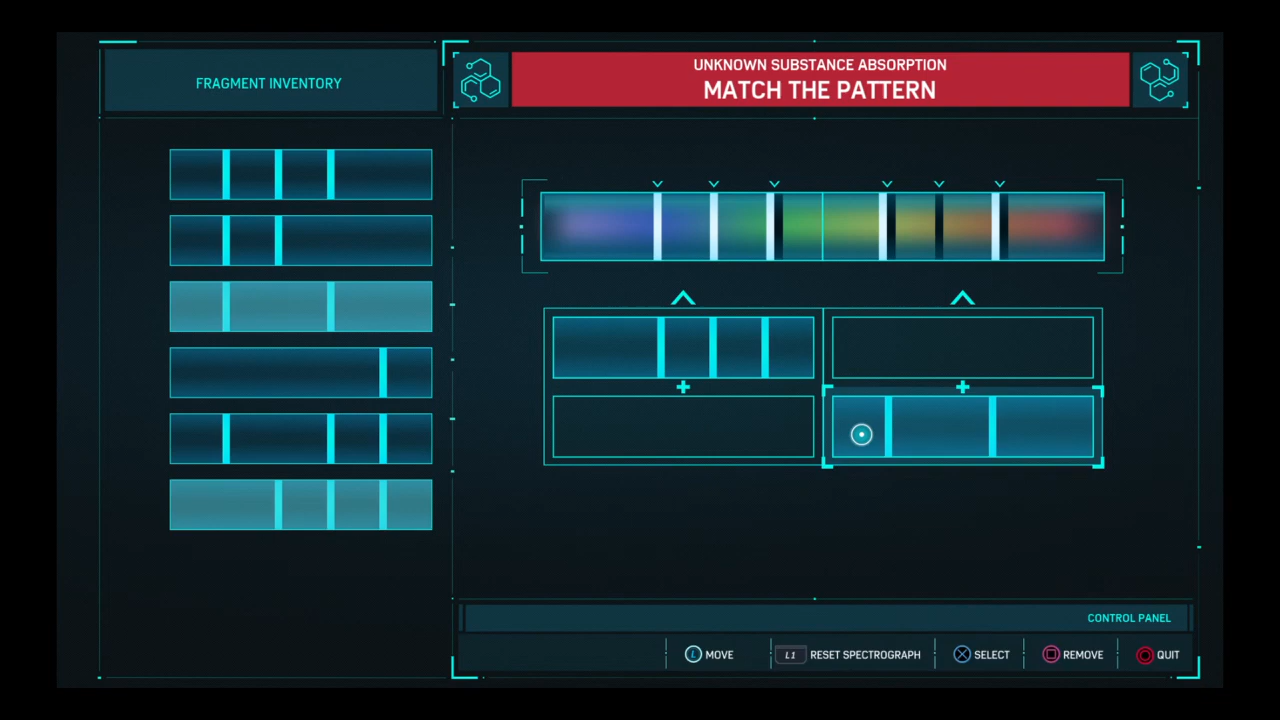 FRAGMENT INVENTORY
UNKNOWN SUBSTANCE ABSORPTION
MATCH THE PATTERN
CONTROL PANEL
L MOVE
L1 RESET SPECTROGRAPH
SELECT
REMOVE
QUIT